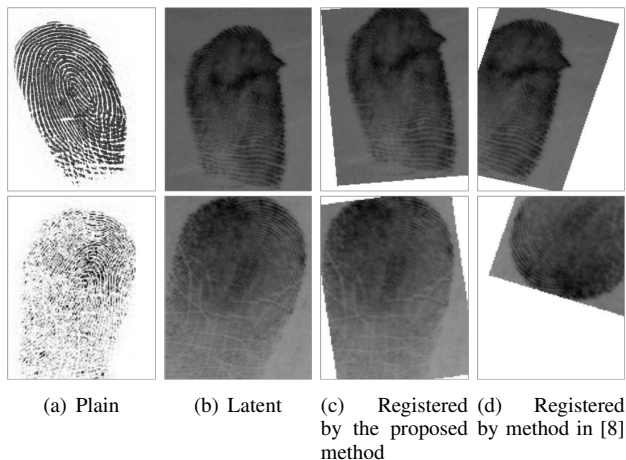 (a) Plain
(b) Latent
(c) Registered by the proposed method
(d) Registered by method in [8]